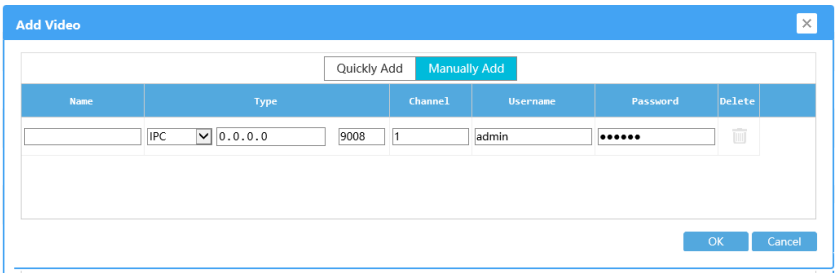 Add Video
Quickly Add Manually Add
Name Type Channel Username Password Delete
IPC 0.0.0.0 9008 1 admin ●●●●●●
OK Cancel